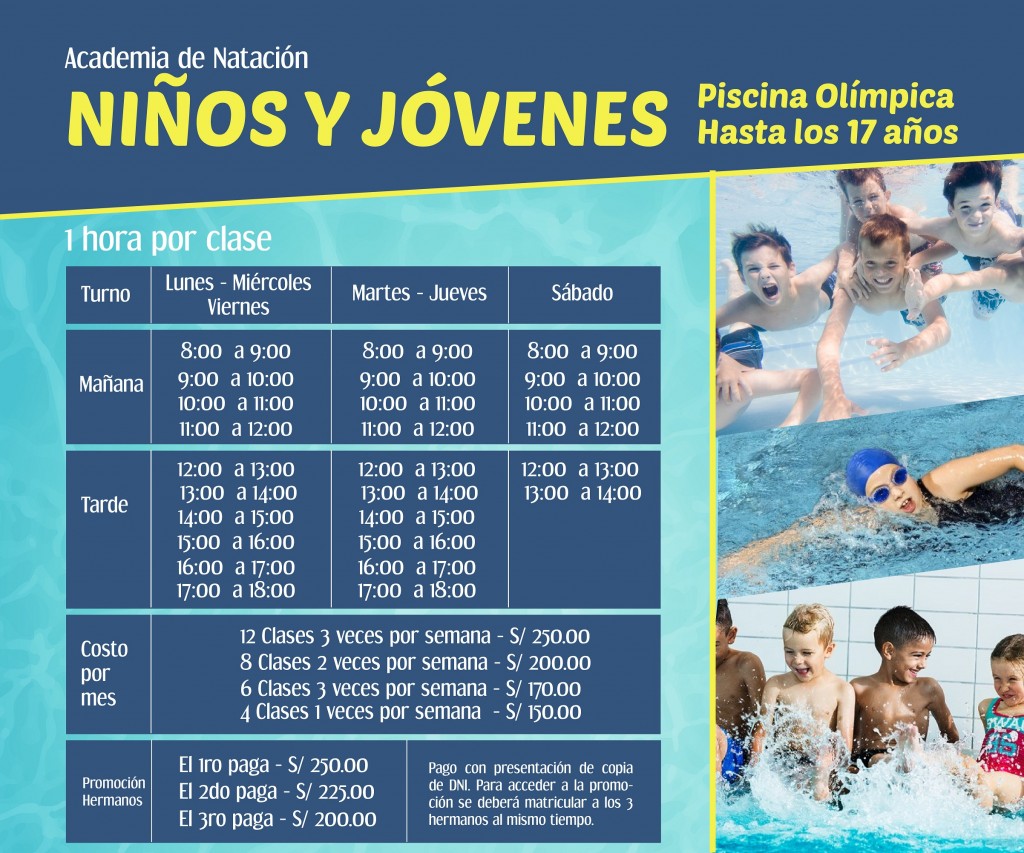 Academia de Natación
NIÑOS Y JÓVENES
Piscina Olímpica
Hasta los 17 años
1 hora por clase
Turno
Lunes - Miércoles
Viernes
Martes - Jueves
Sábado
Mañana
8:00 a 9:00
9:00 a 10:00
10:00 a 11:00
11:00 a 12:00
8:00 a 9:00
9:00 a 10:00
10:00 a 11:00
11:00 a 12:00
8:00 a 9:00
9:00 a 10:00
10:00 a 11:00
11:00 a 12:00
Tarde
12:00 a 13:00
13:00 a 14:00
14:00 a 15:00
15:00 a 16:00
16:00 a 17:00
17:00 a 18:00
12:00 a 13:00
13:00 a 14:00
14:00 a 15:00
15:00 a 16:00
16:00 a 17:00
17:00 a 18:00
12:00 a 13:00
13:00 a 14:00
Costo
por
mes
12 Clases 3 veces por semana - S/ 250.00
8 Clases 2 veces por semana - S/ 200.00
6 Clases 3 veces por semana - S/ 170.00
4 Clases 1 veces por semana - S/ 150.00
Promoción
Hermanos
El 1ro paga - S/ 250.00
El 2do paga - S/ 225.00
El 3ro paga - S/ 200.00
Pago con presentación de copia
de DNI. Para acceder a la promo-
ción se deberá matricular a los 3
hermanos al mismo tiempo.